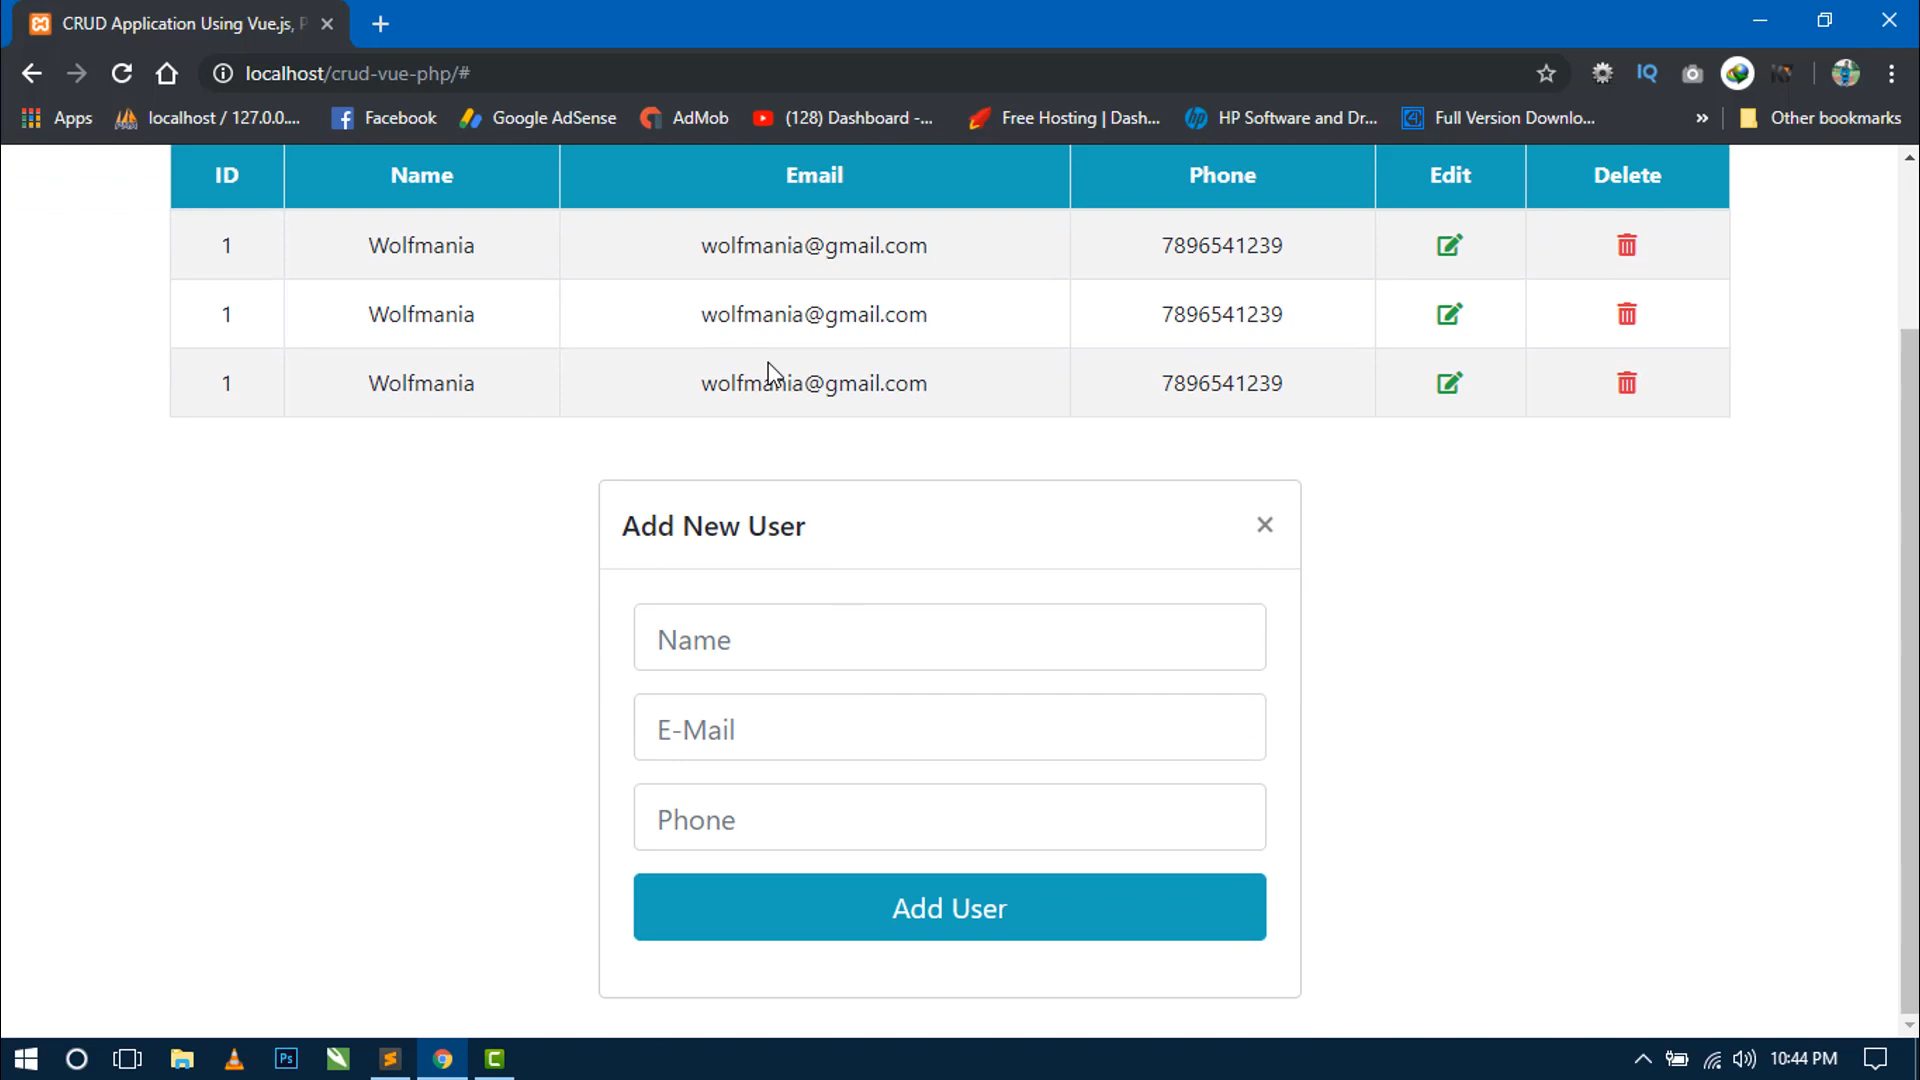 CRUD Application Using Vue.js, P
localhost/crud-vue-php/#
IQ
Apps
localhost / 127.0.0....
Facebook
Google AdSense
AdMob
(128) Dashboard -...
Free Hosting | Dash...
HP Software and Dr...
Full Version Downlo...
»
Other bookmarks
ID Name Email Phone Edit Delete
1 Wolfmania wolfmania@gmail.com 7896541239
1 Wolfmania wolfmania@gmail.com 7896541239
1 Wolfmania wolfmania@gmail.com 7896541239
Add New User ×
Name
E-Mail
Phone
Add User
Ps
C
10:44 PM